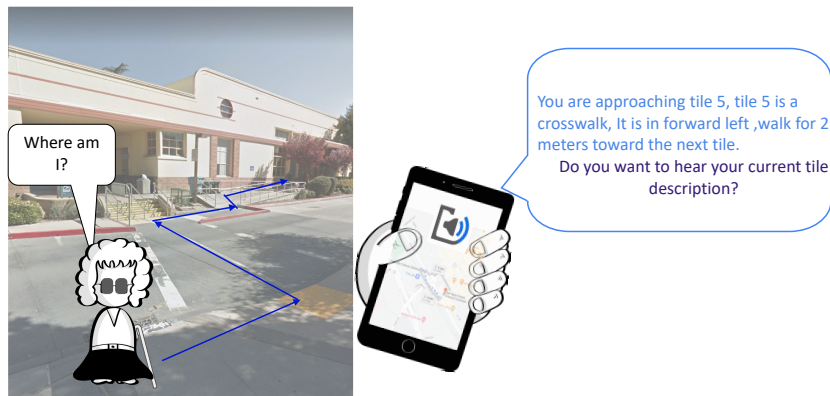 Where am
I?
You are approaching tile 5, tile 5 is a
crosswalk, It is in forward left ,walk for 2
meters toward the next tile.
Do you want to hear your current tile
description?